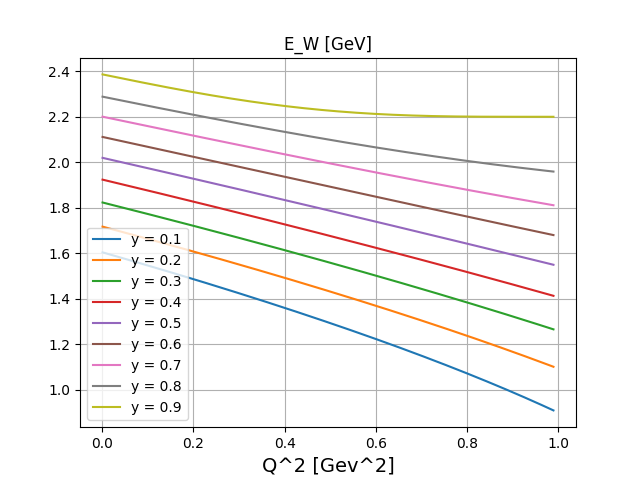 E_W [GeV]
2.4
2.2
2.0
1.8
1.6
1.4
1.2
1.0
y = 0.1
y = 0.2
y = 0.3
y = 0.4
y = 0.5
y = 0.6
y = 0.7
y = 0.8
y = 0.9
0.0 0.2 0.4 0.6 0.8 1.0
Q^2 [Gev^2]